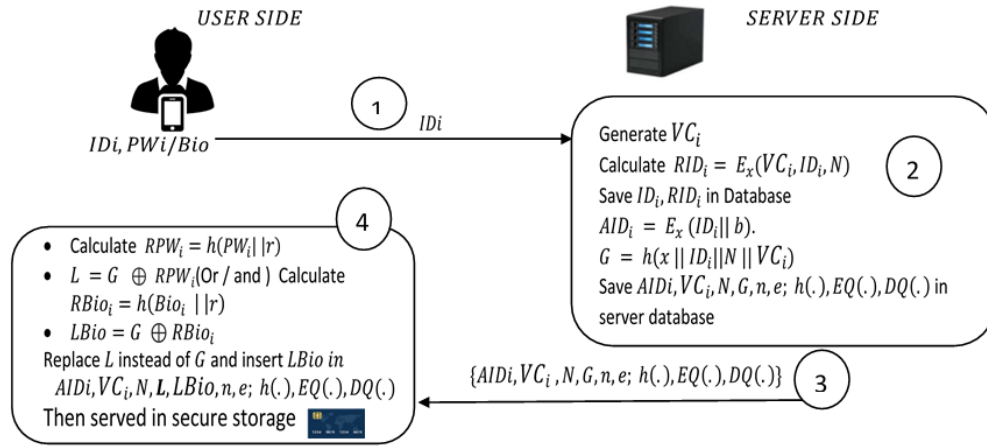 USER SIDE
SERVER SIDE
1
IDi
IDi, PWi/Bio
2
Generate VCᵢ
Calculate RIDᵢ = Eₓ(VCᵢ, IDᵢ, N)
Save IDᵢ, RIDᵢ in Database
AIDᵢ = Eₓ (IDᵢ|| b).
G = h(x || IDᵢ||N || VCᵢ)
Save AIDi, VCᵢ, N, G, n, e; h(.), EQ(.), DQ(.) in
server database
3
{AIDi, VCᵢ , N, G, n, e; h(.), EQ(.), DQ(.)}
4
• Calculate RPWᵢ = h(PWᵢ| |r)
• L = G ⊕ RPWᵢ(Or / and ) Calculate
RBioᵢ = h(Bioᵢ | |r)
• LBio = G ⊕ RBioᵢ
Replace L instead of G and insert LBio in
AIDi, VCᵢ, N, L, LBio, n, e; h(.), EQ(.), DQ(.)
Then served in secure storage